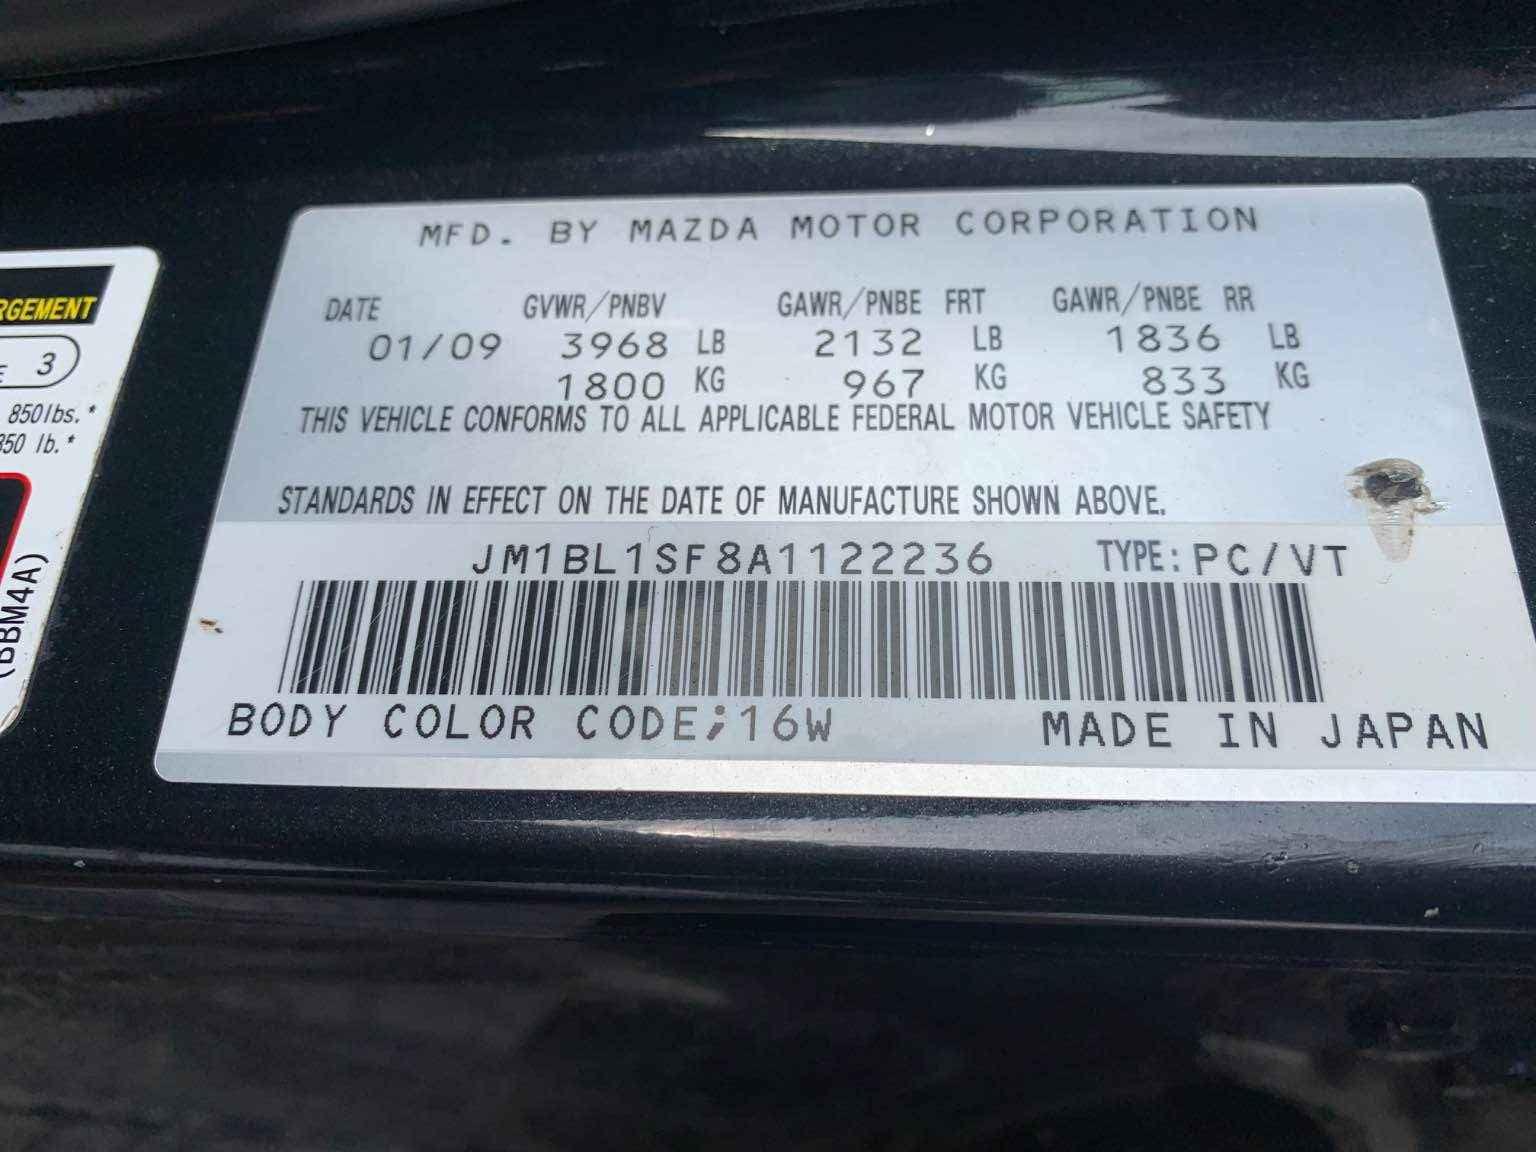 MFD. BY MAZDA MOTOR CORPORATION
DATE GVWR/PNBV GAWR/PNBE FRT GAWR/PNBE RR
01/09 3968 LB 2132 LB 1836 LB
1800 KG 967 KG 833 KG
THIS VEHICLE CONFORMS TO ALL APPLICABLE FEDERAL MOTOR VEHICLE SAFETY
STANDARDS IN EFFECT ON THE DATE OF MANUFACTURE SHOWN ABOVE.
JM1BL1SF8A1122236 TYPE: PC/VT
BODY COLOR CODE;16W MADE IN JAPAN
RGEMENT
E 3
850lbs.*
850 lb.*
(BBM4A)